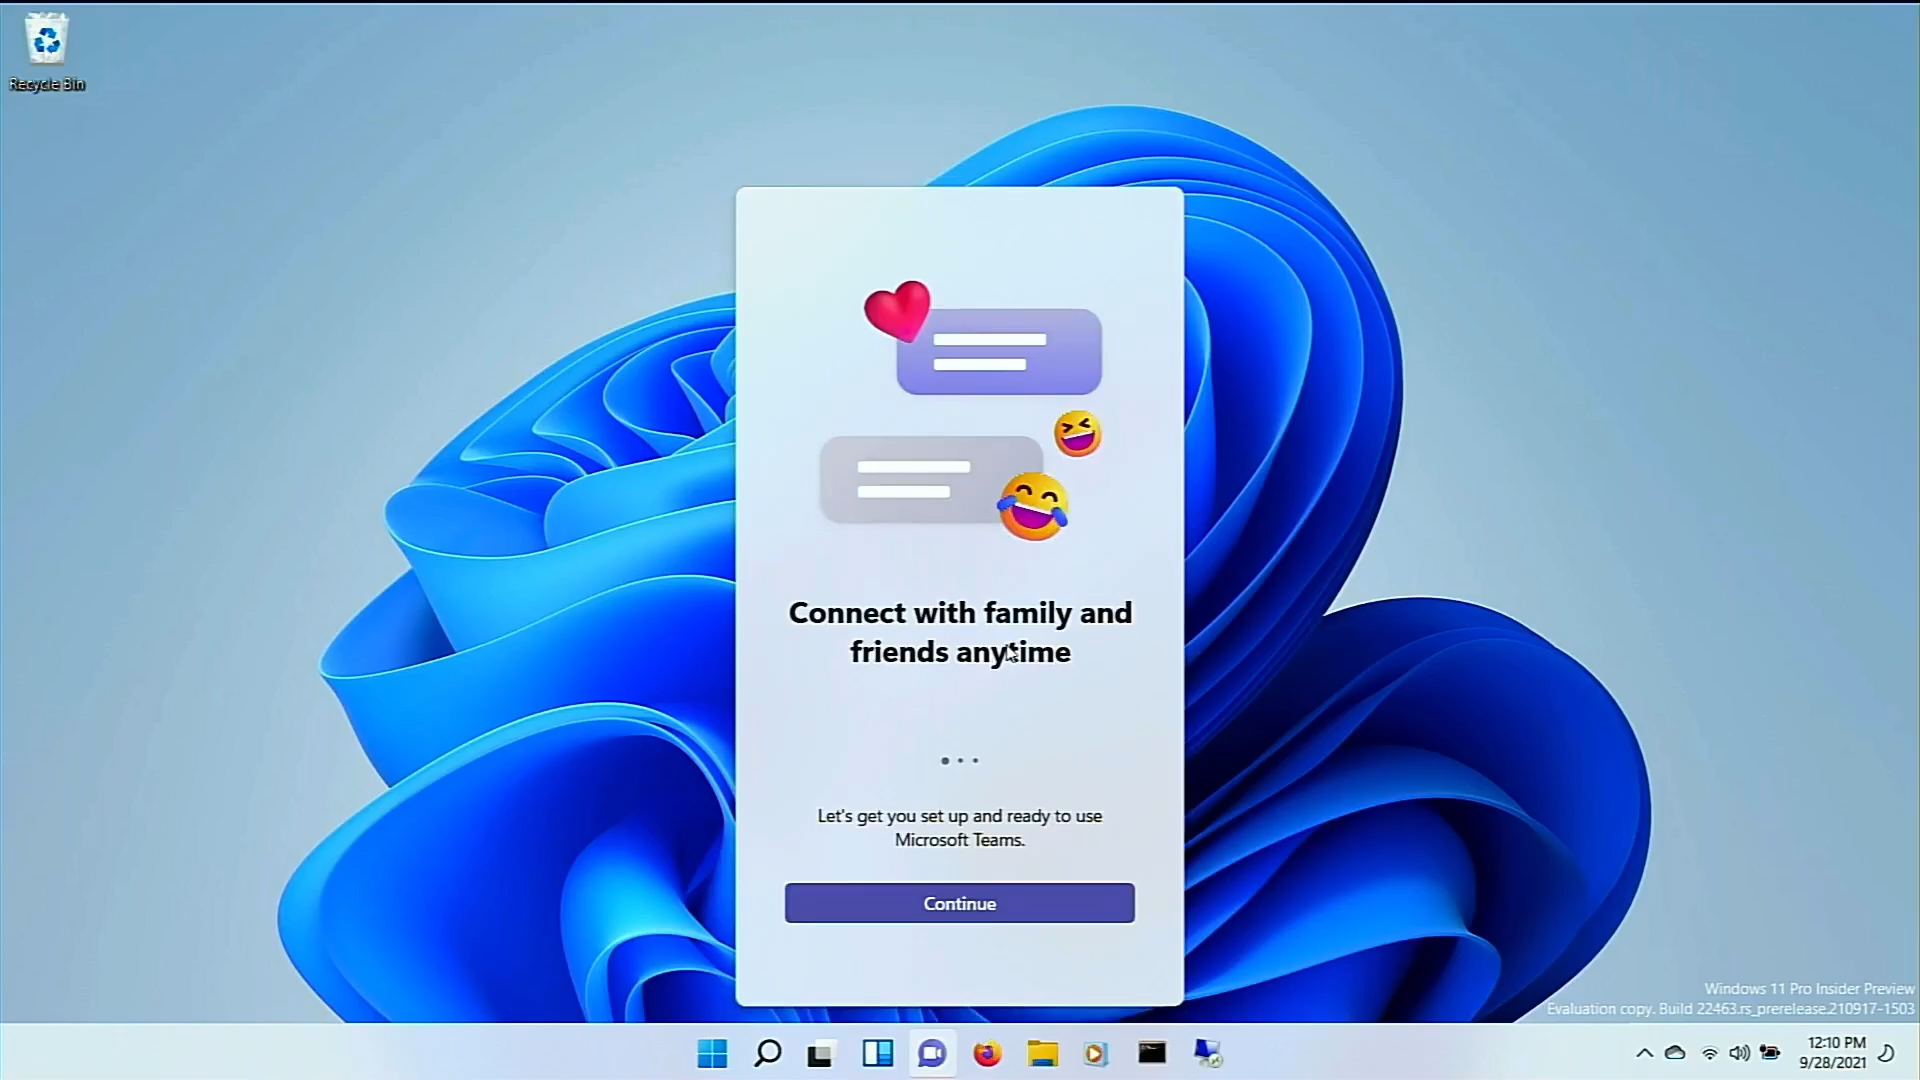 Recycle Bin
Connect with family and
friends anytime
Let's get you set up and ready to use
Microsoft Teams.
Continue
Windows 11 Pro Insider Preview
Evaluation copy. Build 22463.rs_prerelease.210917-1503
12:10 PM
9/28/2021